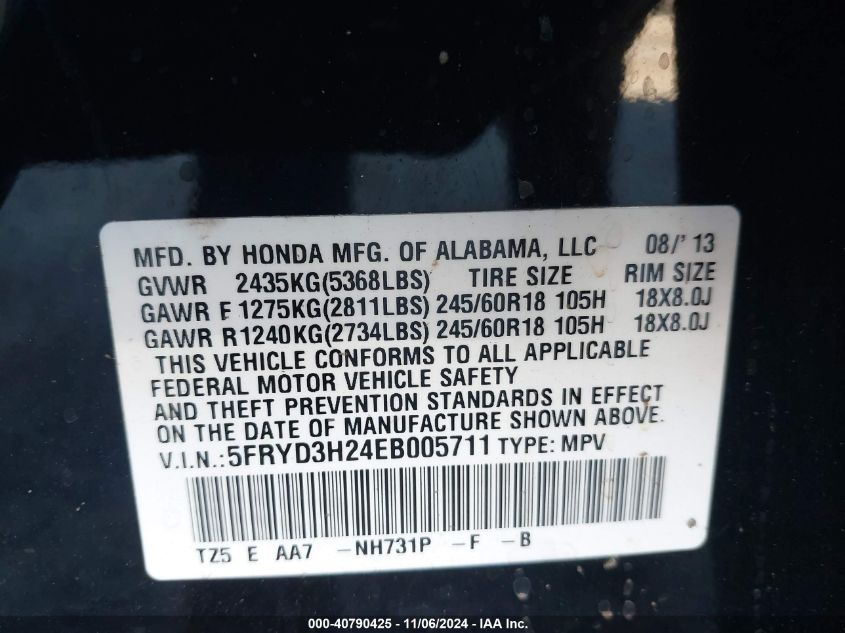 MFD. BY HONDA MFG. OF ALABAMA, LLC 08/'13
GVWR 2435KG(5368LBS) TIRE SIZE RIM SIZE
GAWR F 1275KG(2811LBS) 245/60R18 105H 18X8.0J
GAWR R1240KG(2734LBS) 245/60R18 105H 18X8.0J
THIS VEHICLE CONFORMS TO ALL APPLICABLE
FEDERAL MOTOR VEHICLE SAFETY
AND THEFT PREVENTION STANDARDS IN EFFECT
ON THE DATE OF MANUFACTURE SHOWN ABOVE.
V.I.N.:5FRYD3H24EB005711 TYPE: MPV
TZ5 E AA7 -NH731P -F -B
000-40790425 - 11/06/2024 - IAA Inc.